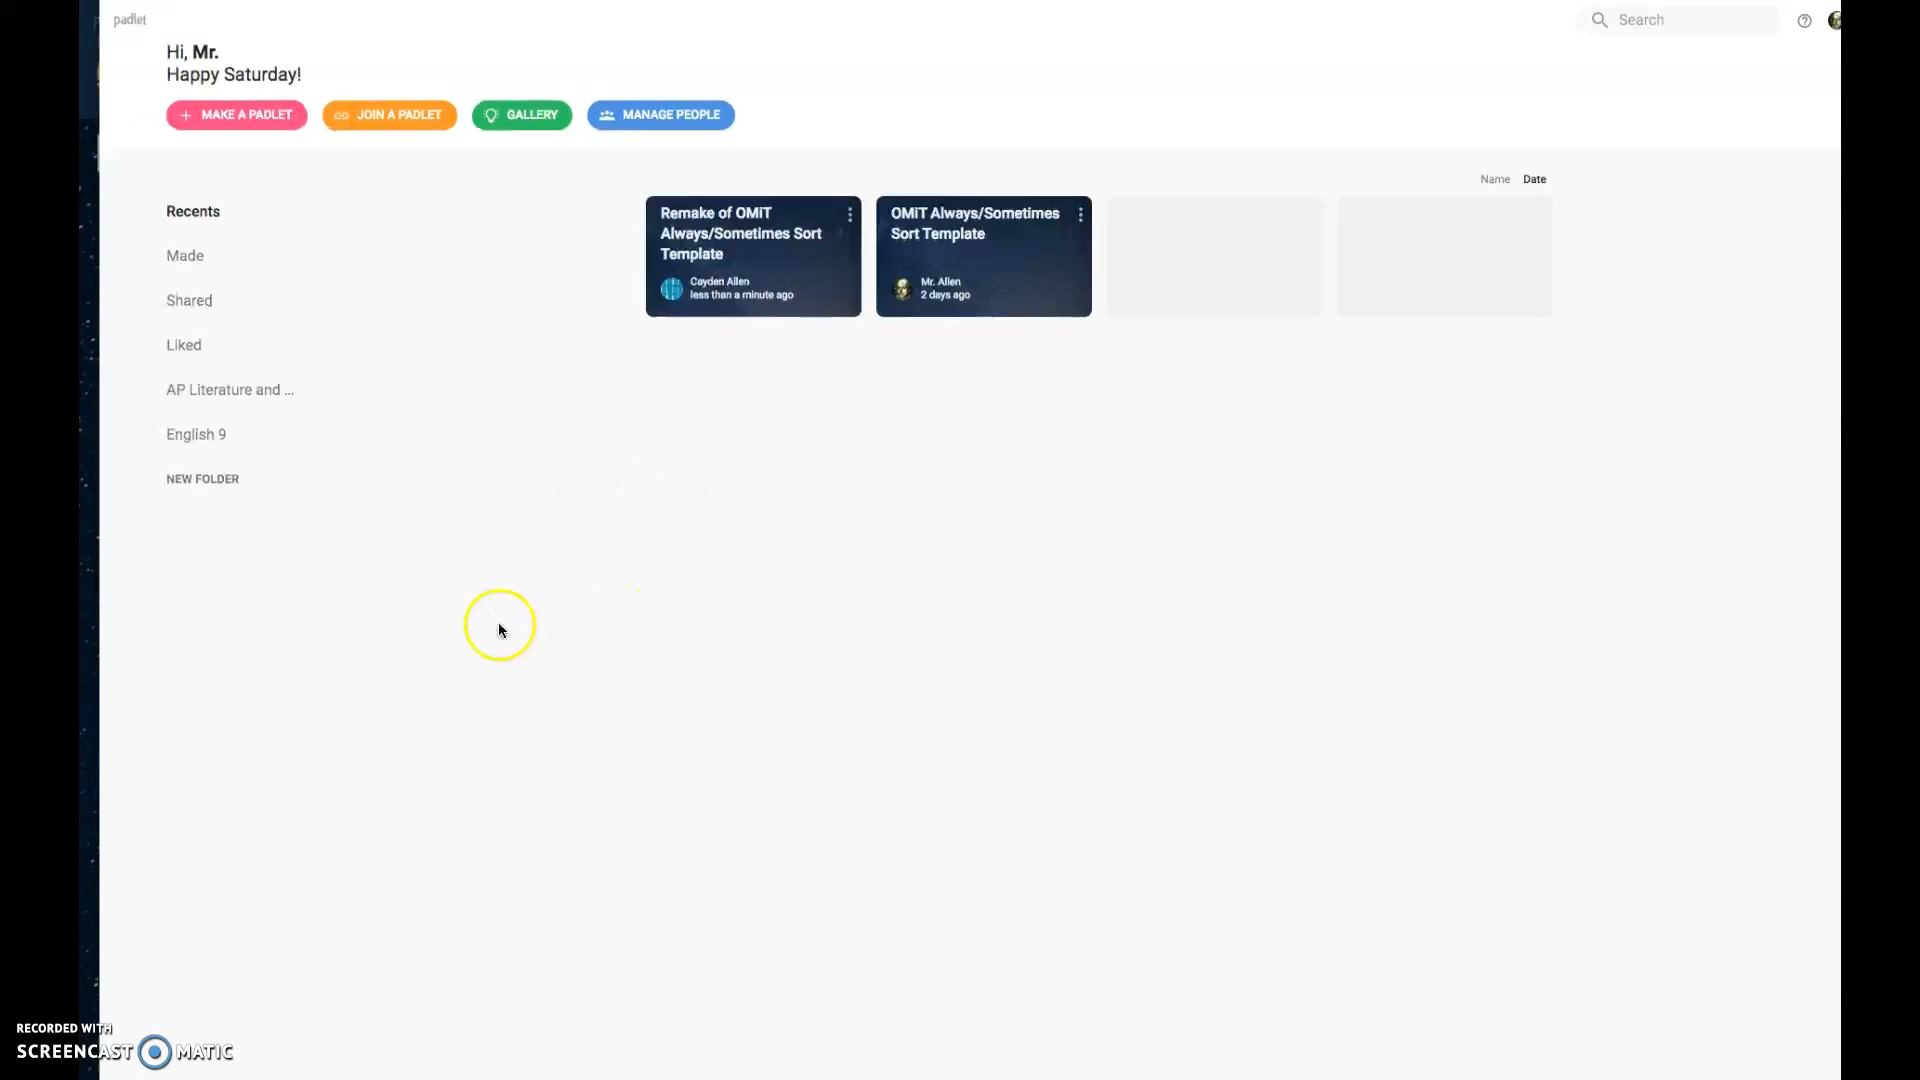 padlet
Search
Hi, Mr.
Happy Saturday!
MAKE A PADLET
JOIN A PADLET
GALLERY
MANAGE PEOPLE
Name
Date
Recents
Made
Shared
Liked
AP Literature and ...
English 9
NEW FOLDER
Remake of OMiT
Always/Sometimes Sort
Template
Cayden Allen
less than a minute ago
OMiT Always/Sometimes
Sort Template
Mr. Allen
2 days ago
RECORDED WITH
SCREENCAST MATIC